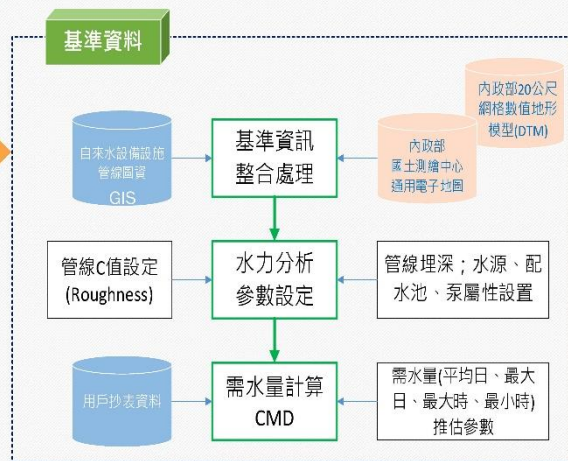 基準資料
內政部20公尺
網格數值地形
模型(DTM)
自來水設備設施
管線圖資
GIS
基準資訊
整合處理
內政部
國土測繪中心
通用電子地圖
管線C值設定
(Roughness)
水力分析
參數設定
管線埋深；水源、配
水池、泵屬性設置
用戶抄表資料
需水量計算
CMD
需水量(平均日、最大
日、最大時、最小時)
推估參數